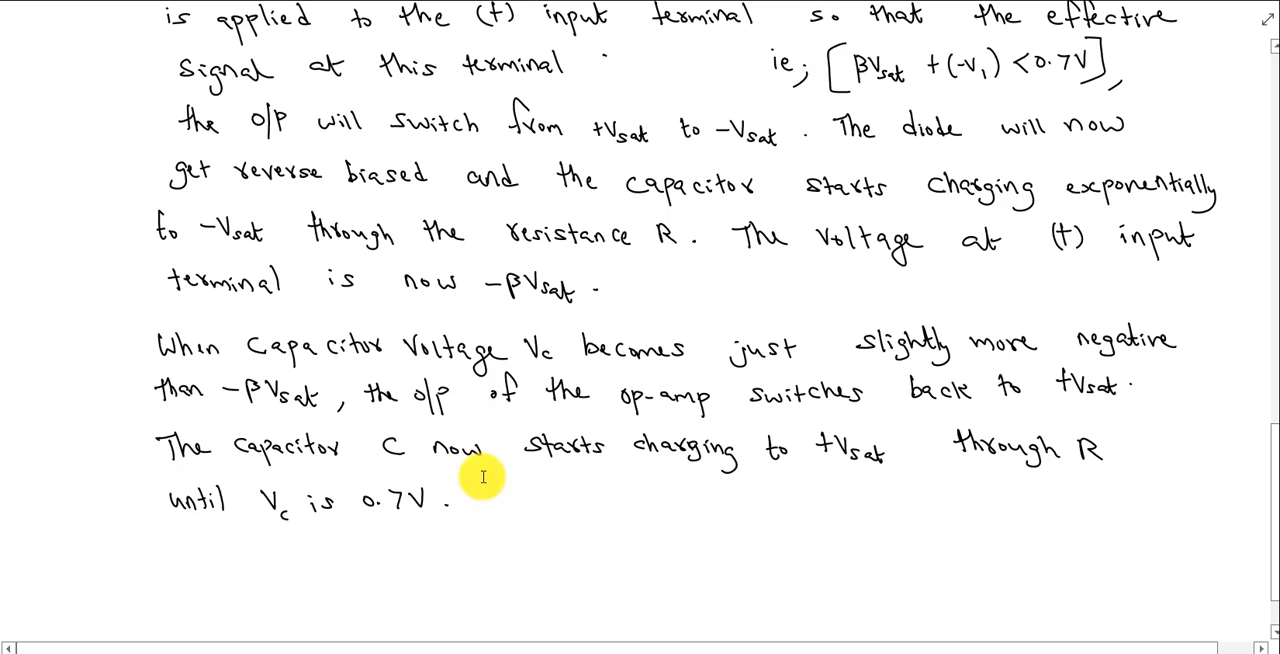 is applied to the (+) input terminal so that the effective
signal at this terminal . ie; [βVsat + (-V1) < 0.7V],
the o/p will switch from +Vsat to -Vsat . The diode will now
get reverse biased and the capacitor starts charging exponentially
to -Vsat through the resistance R . The voltage at (+) input
terminal is now -βVsat .
When capacitor voltage Vc becomes just slightly more negative
than -βVsat , the o/p of the op-amp switches back to +Vsat .
The capacitor C now starts charging to +Vsat through R
until Vc is 0.7V .